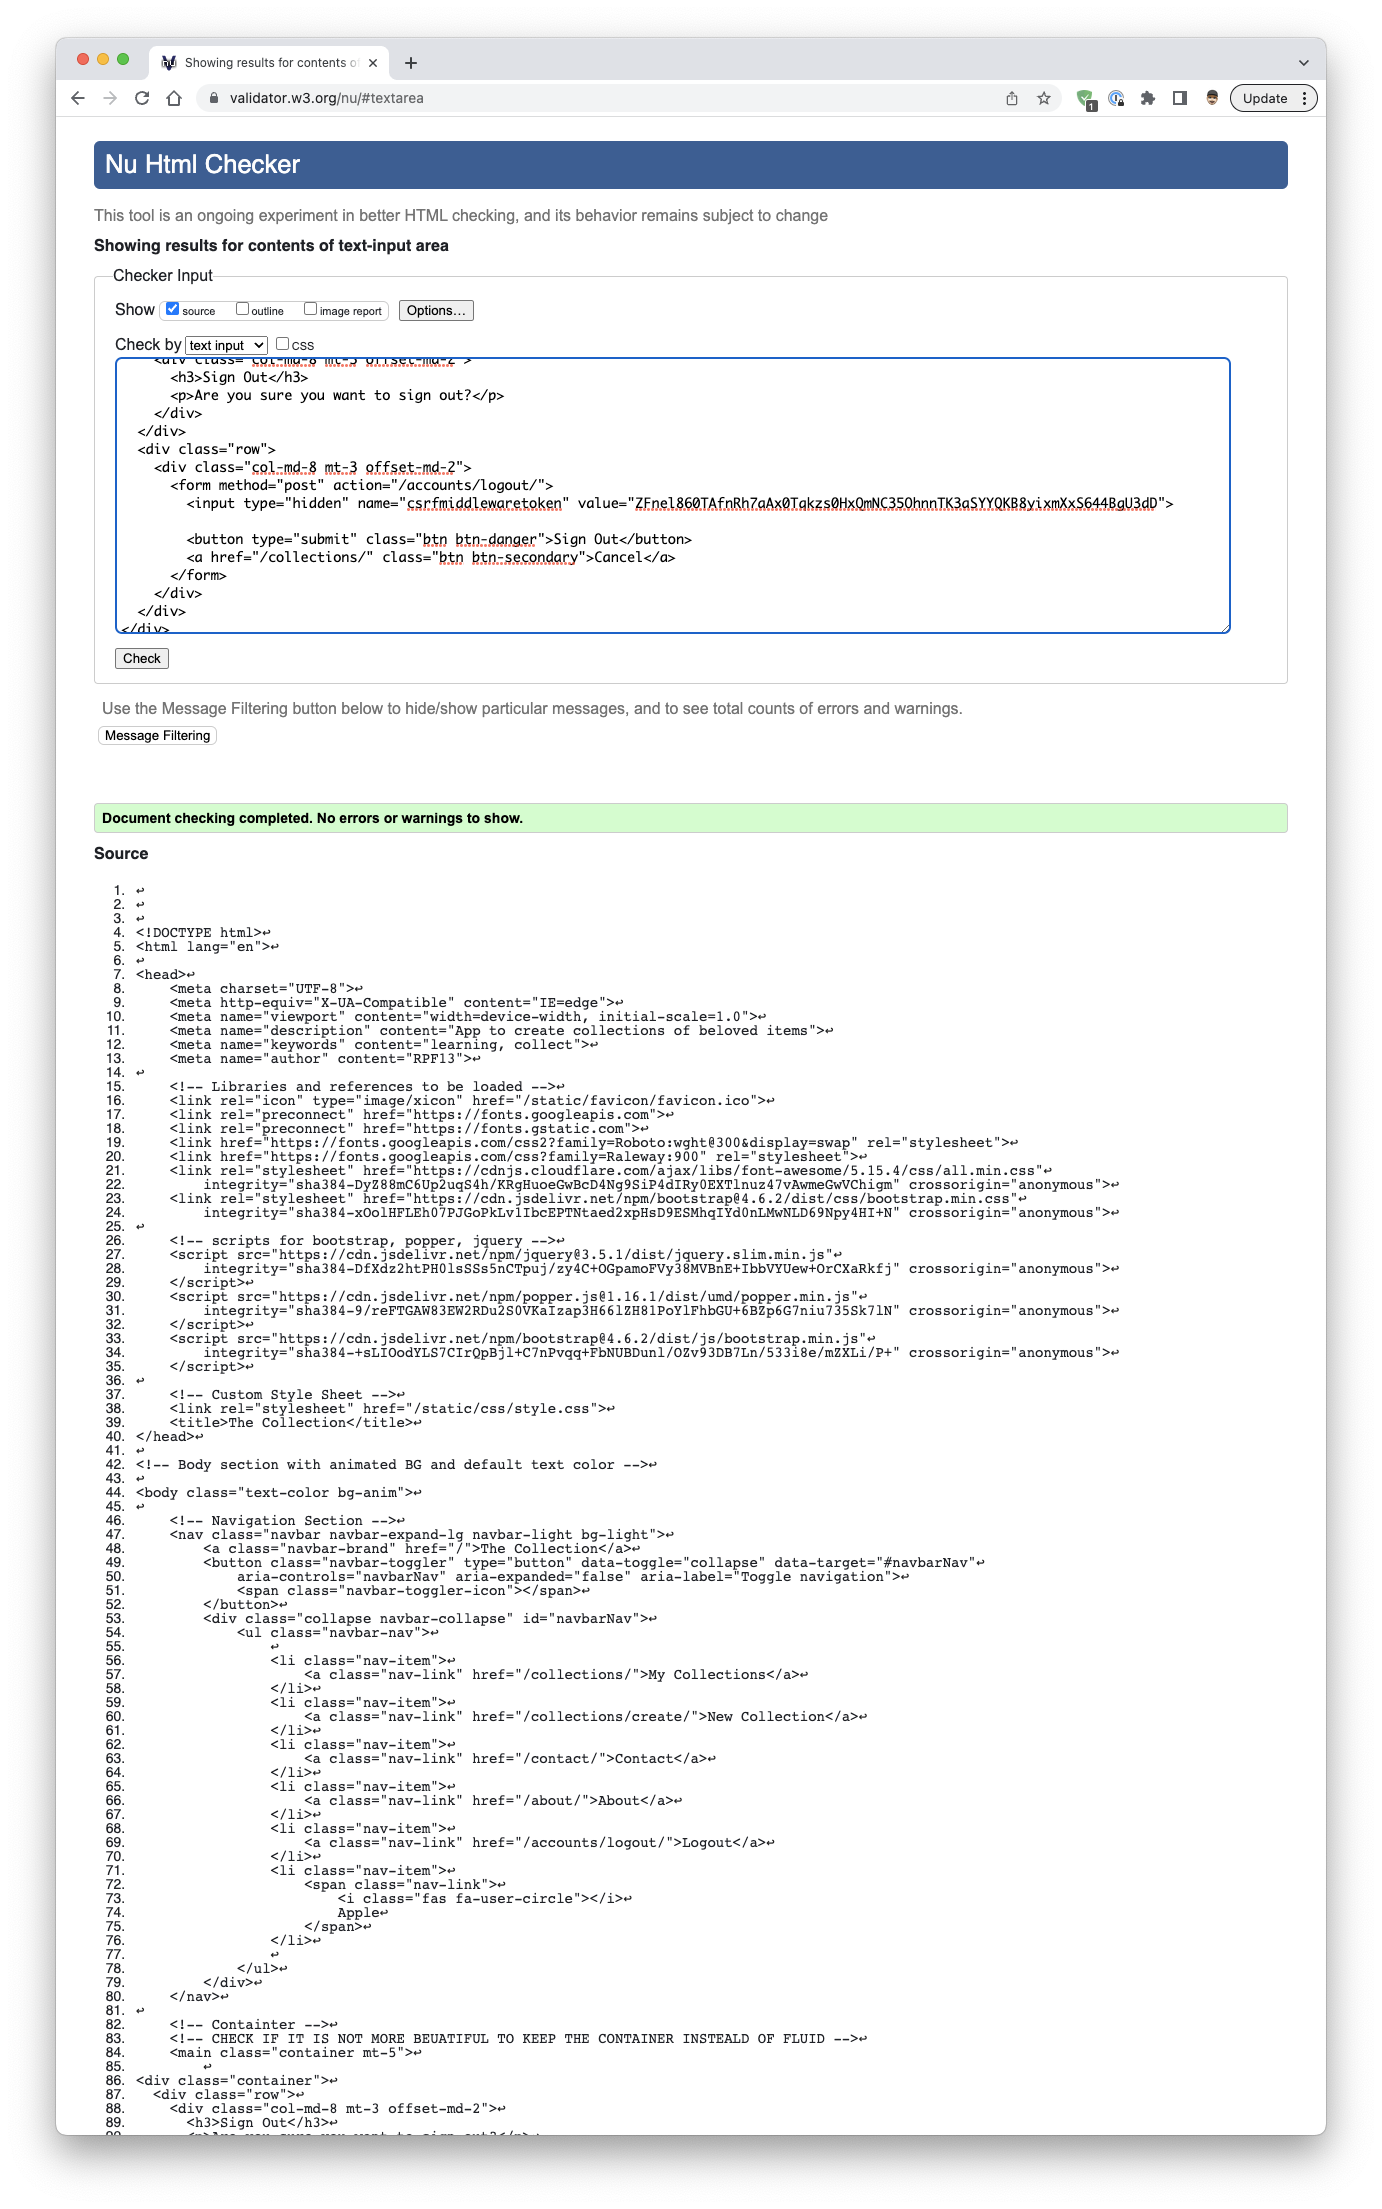 Showing results for contents o
validator.w3.org/nu/#textarea
1
Update
Nu Html Checker
This tool is an ongoing experiment in better HTML checking, and its behavior remains subject to change
Showing results for contents of text-input area
Checker Input
Show source outline image report Options...
Check by text input CSS
<div class="col-md-8 mt-3 offset-md-2">
<h3>Sign Out</h3>
<p>Are you sure you want to sign out?</p>
</div>
</div>
<div class="row">
<div class="col-md-8 mt-3 offset-md-2">
<form method="post" action="/accounts/logout/">
<input type="hidden" name="csrfmiddlewaretoken" value="ZFnel860TAfnRh7aAx0Tqkzs0HxQmNC35OhnnTK3aSYYQKB8yixmXxS644BgU3dD">
<button type="submit" class="btn btn-danger">Sign Out</button>
<a href="/collections/" class="btn btn-secondary">Cancel</a>
</form>
</div>
</div>
</div>
Check
Use the Message Filtering button below to hide/show particular messages, and to see total counts of errors and warnings.
Message Filtering
Document checking completed. No errors or warnings to show.
Source
1. ↩
2. ↩
3. ↩
4. <!DOCTYPE html>↩
5. <html lang="en">↩
6. ↩
7. <head>↩
8. <meta charset="UTF-8">↩
9. <meta http-equiv="X-UA-Compatible" content="IE=edge">↩
10. <meta name="viewport" content="width=device-width, initial-scale=1.0">↩
11. <meta name="description" content="App to create collections of beloved items">↩
12. <meta name="keywords" content="learning, collect">↩
13. <meta name="author" content="RPF13">↩
14. ↩
15. <!-- Libraries and references to be loaded -->↩
16. <link rel="icon" type="image/xicon" href="/static/favicon/favicon.ico">↩
17. <link rel="preconnect" href="https://fonts.googleapis.com">↩
18. <link rel="preconnect" href="https://fonts.gstatic.com">↩
19. <link href="https://fonts.googleapis.com/css2?family=Roboto:wght@300&display=swap" rel="stylesheet">↩
20. <link href="https://fonts.googleapis.com/css?family=Raleway:900" rel="stylesheet">↩
21. <link rel="stylesheet" href="https://cdnjs.cloudflare.com/ajax/libs/font-awesome/5.15.4/css/all.min.css"↩
22. integrity="sha384-DyZ88mC6Up2uqS4h/KRgHuoeGwBcD4Ng9SiP4dIRy0EXTlnuz47vAwmeGwVChigm" crossorigin="anonymous">↩
23. <link rel="stylesheet" href="https://cdn.jsdelivr.net/npm/bootstrap@4.6.2/dist/css/bootstrap.min.css"↩
24. integrity="sha384-xOolHFLEh07PJGoPkLv1IbcEPTNtaed2xpHsD9ESMhqIYd0nLMwNLD69Npy4HI+N" crossorigin="anonymous">↩
25. ↩
26. <!-- scripts for bootstrap, popper, jquery -->↩
27. <script src="https://cdn.jsdelivr.net/npm/jquery@3.5.1/dist/jquery.slim.min.js"↩
28. integrity="sha384-DfXdz2htPH0lsSSs5nCTpuj/zy4C+OGpamoFVy38MVBnE+IbbVYUew+OrCXaRkfj" crossorigin="anonymous">↩
29. </script>↩
30. <script src="https://cdn.jsdelivr.net/npm/popper.js@1.16.1/dist/umd/popper.min.js"↩
31. integrity="sha384-9/reFTGAW83EW2RDu2S0VKaIzap3H66lZH81PoYlFhbGU+6BZp6G7niu735Sk7lN" crossorigin="anonymous">↩
32. </script>↩
33. <script src="https://cdn.jsdelivr.net/npm/bootstrap@4.6.2/dist/js/bootstrap.min.js"↩
34. integrity="sha384-+sLIOodYLS7CIrQpBjl+C7nPvqq+FbNUBDunl/OZv93DB7Ln/533i8e/mZXLi/P+" crossorigin="anonymous">↩
35. </script>↩
36. ↩
37. <!-- Custom Style Sheet -->↩
38. <link rel="stylesheet" href="/static/css/style.css">↩
39. <title>The Collection</title>↩
40. </head>↩
41. ↩
42. <!-- Body section with animated BG and default text color -->↩
43. ↩
44. <body class="text-color bg-anim">↩
45. ↩
46. <!-- Navigation Section -->↩
47. <nav class="navbar navbar-expand-lg navbar-light bg-light">↩
48. <a class="navbar-brand" href="/">The Collection</a>↩
49. <button class="navbar-toggler" type="button" data-toggle="collapse" data-target="#navbarNav"↩
50. aria-controls="navbarNav" aria-expanded="false" aria-label="Toggle navigation">↩
51. <span class="navbar-toggler-icon"></span>↩
52. </button>↩
53. <div class="collapse navbar-collapse" id="navbarNav">↩
54. <ul class="navbar-nav">↩
55. ↩
56. <li class="nav-item">↩
57. <a class="nav-link" href="/collections/">My Collections</a>↩
58. </li>↩
59. <li class="nav-item">↩
60. <a class="nav-link" href="/collections/create/">New Collection</a>↩
61. </li>↩
62. <li class="nav-item">↩
63. <a class="nav-link" href="/contact/">Contact</a>↩
64. </li>↩
65. <li class="nav-item">↩
66. <a class="nav-link" href="/about/">About</a>↩
67. </li>↩
68. <li class="nav-item">↩
69. <a class="nav-link" href="/accounts/logout/">Logout</a>↩
70. </li>↩
71. <li class="nav-item">↩
72. <span class="nav-link">↩
73. <i class="fas fa-user-circle"></i>↩
74. Apple↩
75. </span>↩
76. </li>↩
77. ↩
78. </ul>↩
79. </div>↩
80. </nav>↩
81. ↩
82. <!-- Containter -->↩
83. <!-- CHECK IF IT IS NOT MORE BEUATIFUL TO KEEP THE CONTAINER INSTEALD OF FLUID -->↩
84. <main class="container mt-5">↩
85. ↩
86. <div class="container">↩
87. <div class="row">↩
88. <div class="col-md-8 mt-3 offset-md-2">↩
89. <h3>Sign Out</h3>↩
90. <p>Are you sure you want to sign out?</p>↩